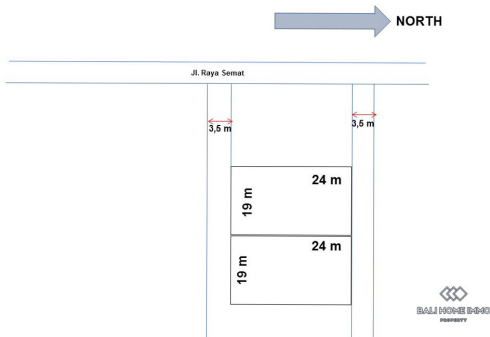 NORTH
Jl. Raya Semat
3,5 m
3,5 m
24 m
19 m
24 m
19 m
BALI HOME IMMO
PROPERTY